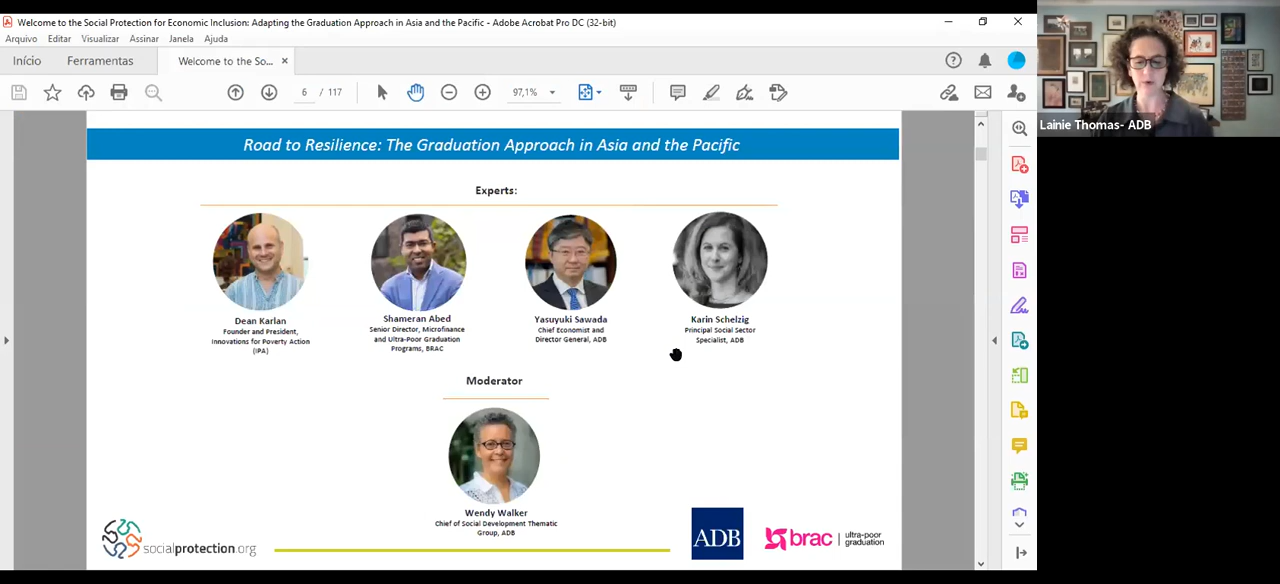 Welcome to the Social Protection for Economic Inclusion: Adapting the Graduation Approach in Asia and the Pacific - Adobe Acrobat Pro DC (32-bit)
Arquivo Editar Visualizar Assinar Janela Ajuda
Início Ferramentas Welcome to the So...
6 / 117 97,1%
Lainie Thomas- ADB
Road to Resilience: The Graduation Approach in Asia and the Pacific
Experts:
Dean Karlan
Founder and President,
Innovations for Poverty Action
(IPA)
Shameran Abed
Senior Director, Microfinance
and Ultra-Poor Graduation
Programs, BRAC
Yasuyuki Sawada
Chief Economist and
Director General, ADB
Karin Schelzig
Principal Social Sector
Specialist, ADB
Moderator
Wendy Walker
Chief of Social Development Thematic
Group, ADB
socialprotection.org
ADB
brac ultra-poor
graduation